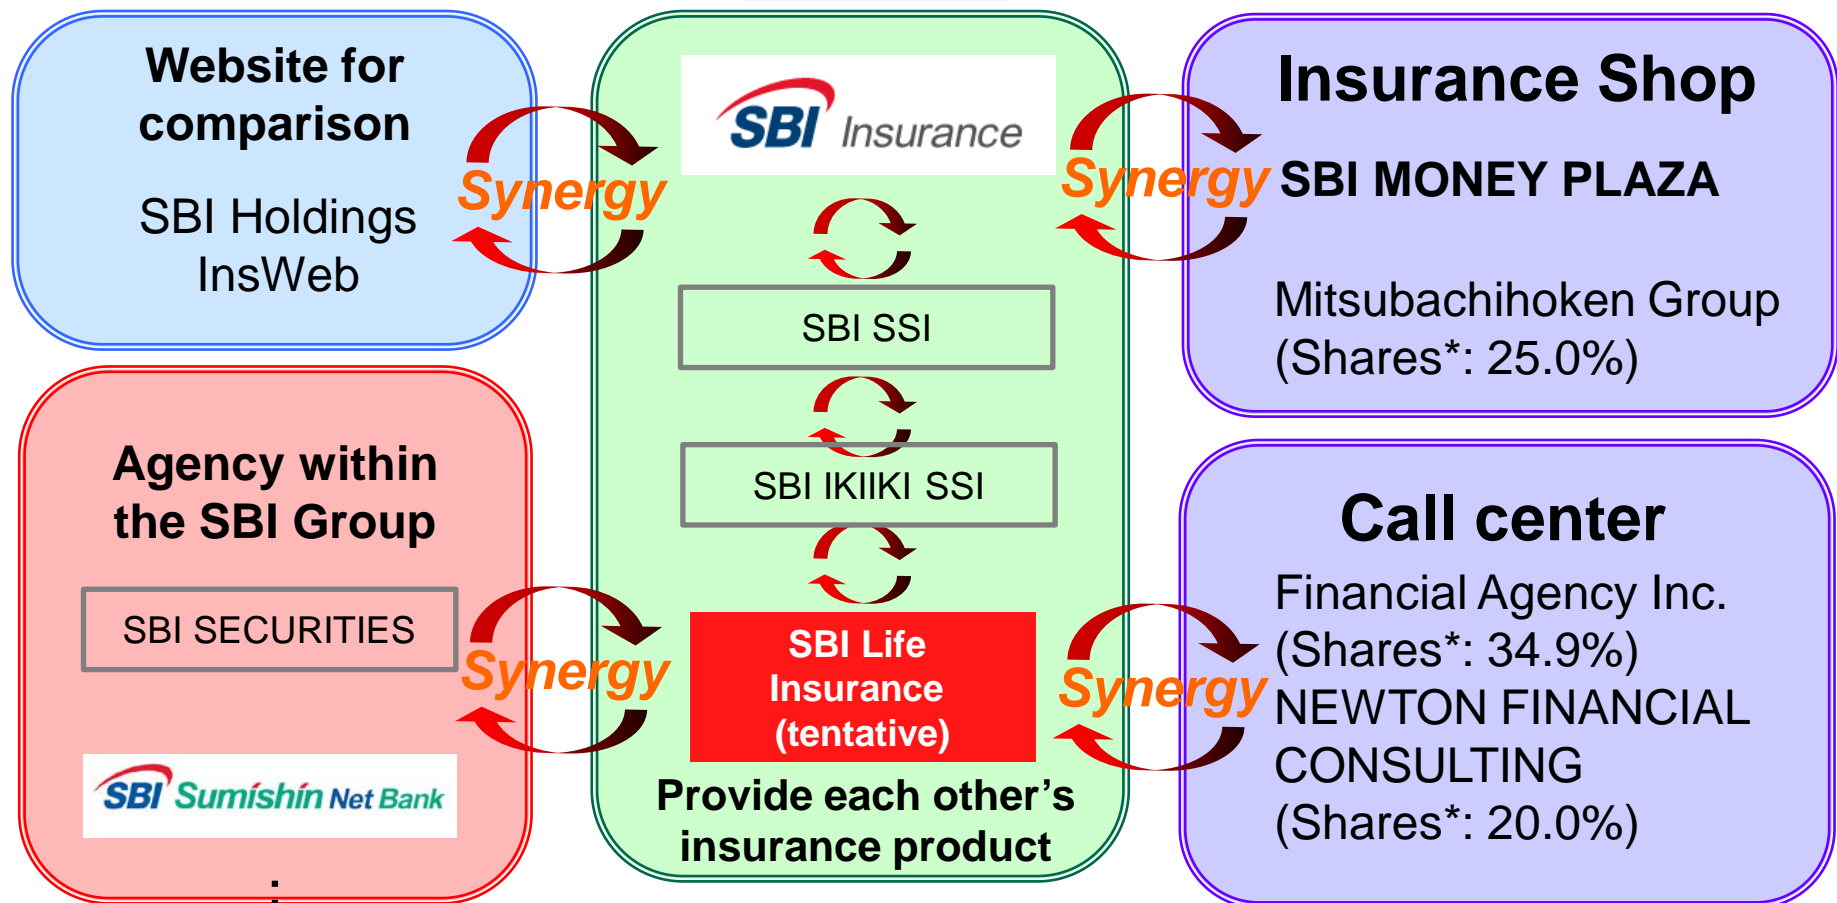 Website for
comparison
SBI Holdings
InsWeb
Synergy
Agency within
the SBI Group
SBI SECURITIES
SBI Sumishin Net Bank
Synergy
SBI Insurance
SBI SSI
SBI IKIIKI SSI
SBI Life
Insurance
(tentative)
Provide each other’s
insurance product
Synergy
Insurance Shop
SBI MONEY PLAZA
Mitsubachihoken Group
(Shares*: 25.0%)
Synergy
Call center
Financial Agency Inc.
(Shares*: 34.9%)
NEWTON FINANCIAL
CONSULTING
(Shares*: 20.0%)